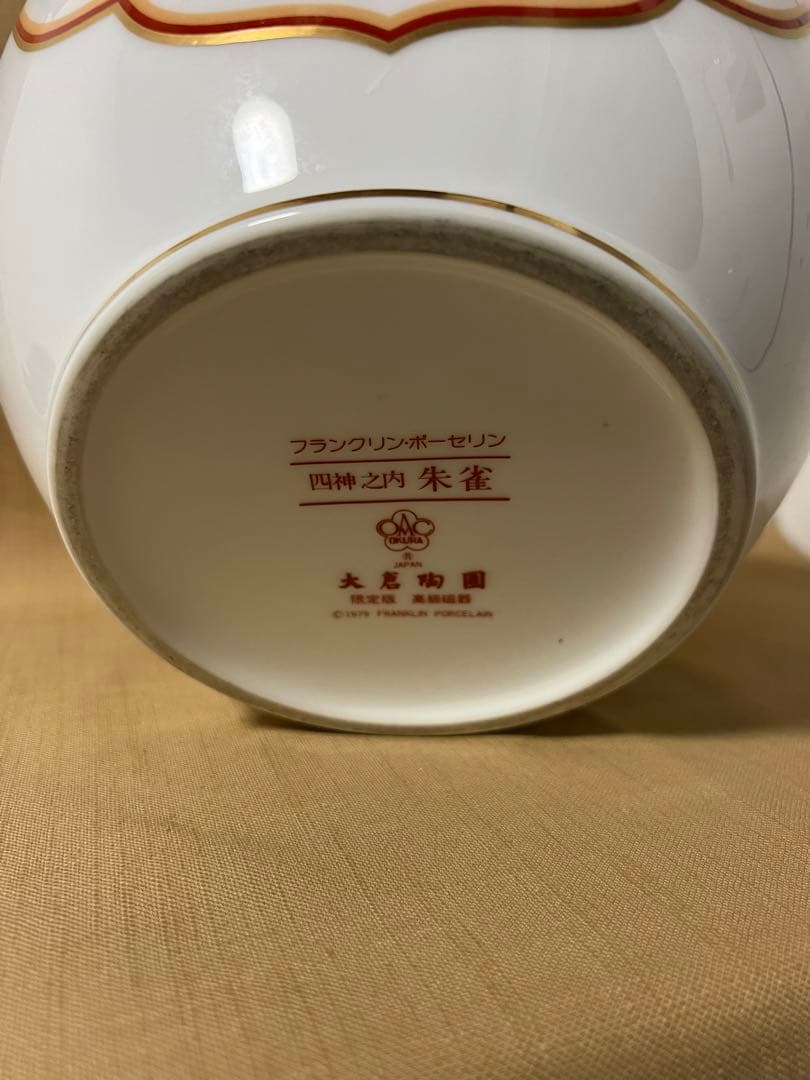 フランクリン・ポーセリン
四神之内 朱雀
OAC
OKURA
JAPAN
大倉陶園
限定版 高級磁器
©1979 FRANKLIN PORCELAIN